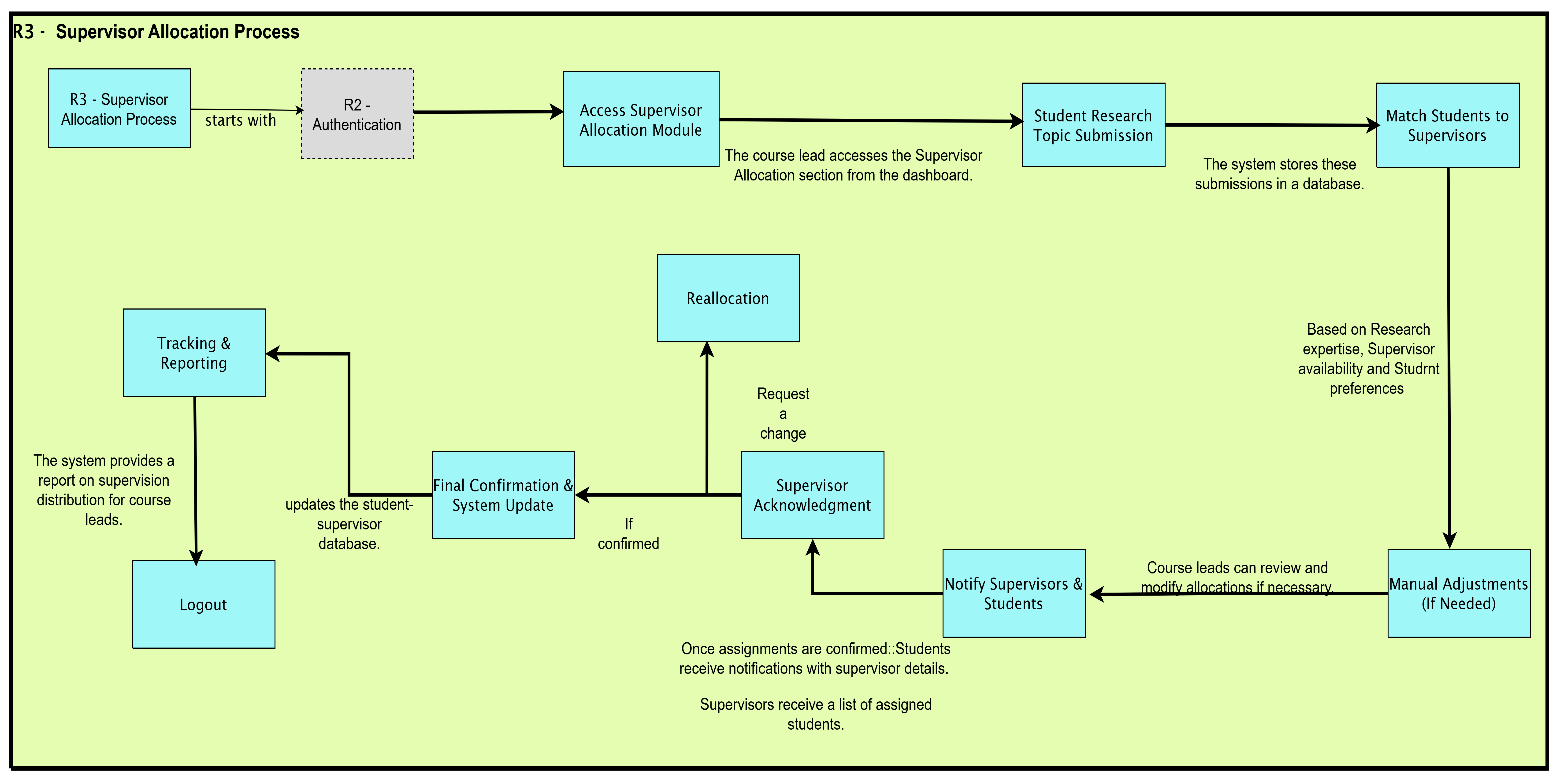 R3 -  Supervisor Allocation Process
R3 - Supervisor
Allocation Process
starts with
R2 -
Authentication
Access Supervisor
Allocation Module
The course lead accesses the Supervisor
Allocation section from the dashboard.
Student Research
Topic Submission
The system stores these
submissions in a database.
Match Students to
Supervisors
Based on Research
expertise, Supervisor
availability and Studrnt
preferences
Manual Adjustments
(If Needed)
Course leads can review and
modify allocations if necessary.
Notify Supervisors &
Students
Once assignments are confirmed::Students
receive notifications with supervisor details.
Supervisors receive a list of assigned
students.
Supervisor
Acknowledgment
Request
a
change
Reallocation
If
confirmed
Final Confirmation &
System Update
updates the student-
supervisor
database.
Tracking &
Reporting
The system provides a
report on supervision
distribution for course
leads.
Logout